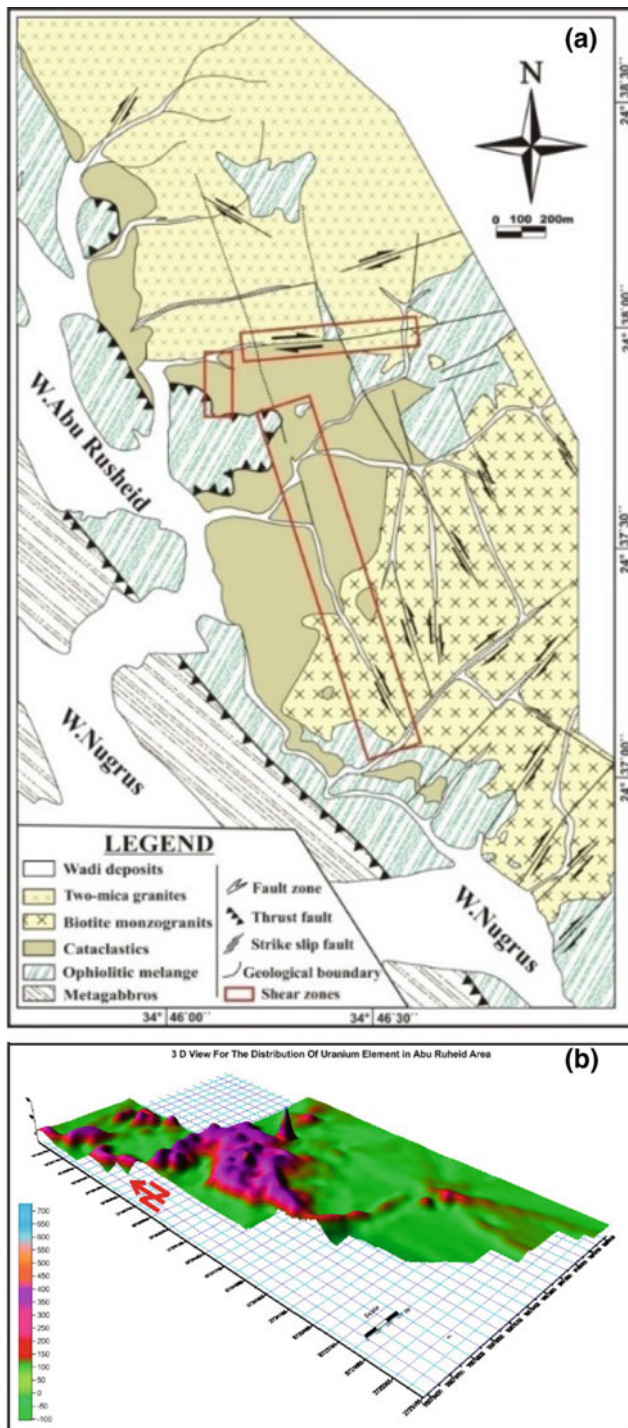 (a)
N
0 100 200m
24° 38'30``
24° 38'00``
24° 37'30``
24° 37'00``
W.Abu Rusheid
W.Nugrus
W.Nugrus
LEGEND
Wadi deposits
Two-mica granites
Biotite monzogranits
Cataclastics
Ophiolitic melange
Metagabbros
Fault zone
Thrust fault
Strike slip fault
Geological boundary
Shear zones
34° 46'00``
34° 46'30``
(b)
3 D View For The Distribution Of Uranium Element in Abu Ruheid Area
700
650
600
550
500
450
400
350
300
250
200
150
100
50
0
-50
-100
Scale